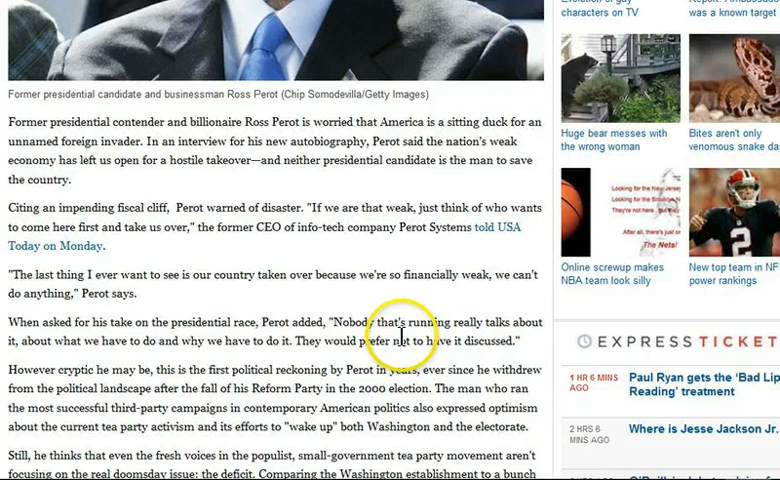 Former presidential candidate and businessman Ross Perot (Chip Somodevilla/Getty Images)
Former presidential contender and billionaire Ross Perot is worried that America is a sitting duck for an
unnamed foreign invader. In an interview for his new autobiography, Perot said the nation's weak
economy has left us open for a hostile takeover—and neither presidential candidate is the man to save
the country.
Citing an impending fiscal cliff, Perot warned of disaster. "If we are that weak, just think of who wants
to come here first and take us over," the former CEO of info-tech company Perot Systems told USA
Today on Monday.
"The last thing I ever want to see is our country taken over because we're so financially weak, we can't
do anything," Perot says.
When asked for his take on the presidential race, Perot added, "Nobody that's running really talks about
it, about what we have to do and why we have to do it. They would prefer not to have it discussed."
However cryptic he may be, this is the first political reckoning by Perot in years, ever since he withdrew
from the political landscape after the fall of his Reform Party in the 2000 election. The man who ran
the most successful third-party campaigns in contemporary American politics also expressed optimism
about the current tea party activism and its efforts to "wake up" both Washington and the electorate.
Still, he thinks that even the fresh voices in the populist, small-government tea party movement aren't
focusing on the real doomsday issue: the deficit. Comparing the Washington establishment to a bunch
characters on TV
was a known target
Huge bear messes with
the wrong woman
Bites aren't only
venomous snake da
Looking for the New Jersey
Looking for the Brooklyn
They're not here
After all, there's just
The Nets!
2
Online screwup makes
NBA team look silly
New top team in NF
power rankings
EXPRESS TICKET
1 HR 6 MINS
AGO
Paul Ryan gets the 'Bad Lip
Reading' treatment
2 HRS 6
MINS AGO
Where is Jesse Jackson Jr.